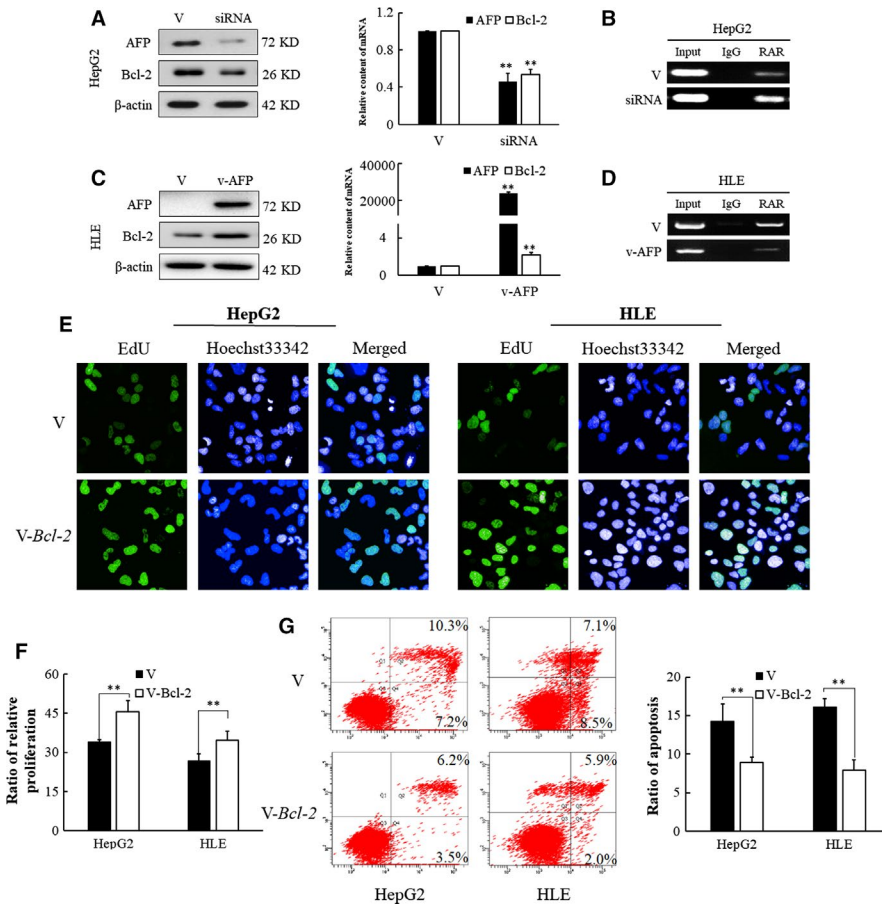 A
V siRNA
HepG2
AFP 72 KD
Bcl-2 26 KD
β-actin 42 KD
Relative content of mRNA
1.2
0.8
0.4
0
AFP Bcl-2
** **
V siRNA
B
HepG2
Input IgG RAR
V
siRNA
C
V v-AFP
HLE
AFP 72 KD
Bcl-2 26 KD
β-actin 42 KD
Relative content of mRNA
40000
20000
4
0
AFP Bcl-2
**
**
V v-AFP
D
HLE
Input IgG RAR
V
v-AFP
E
HepG2 HLE
EdU Hoechst33342 Merged EdU Hoechst33342 Merged
V
V-Bcl-2
F
Ratio of relative
proliferation
60
45
30
15
0
V
V-Bcl-2
** **
HepG2 HLE
G
V
10.3% 7.1%
7.2% 8.5%
V-Bcl-2
6.2% 5.9%
3.5% 2.0%
HepG2 HLE
Ratio of apoptosis
20
15
10
5
0
V
V-Bcl-2
** **
HepG2 HLE